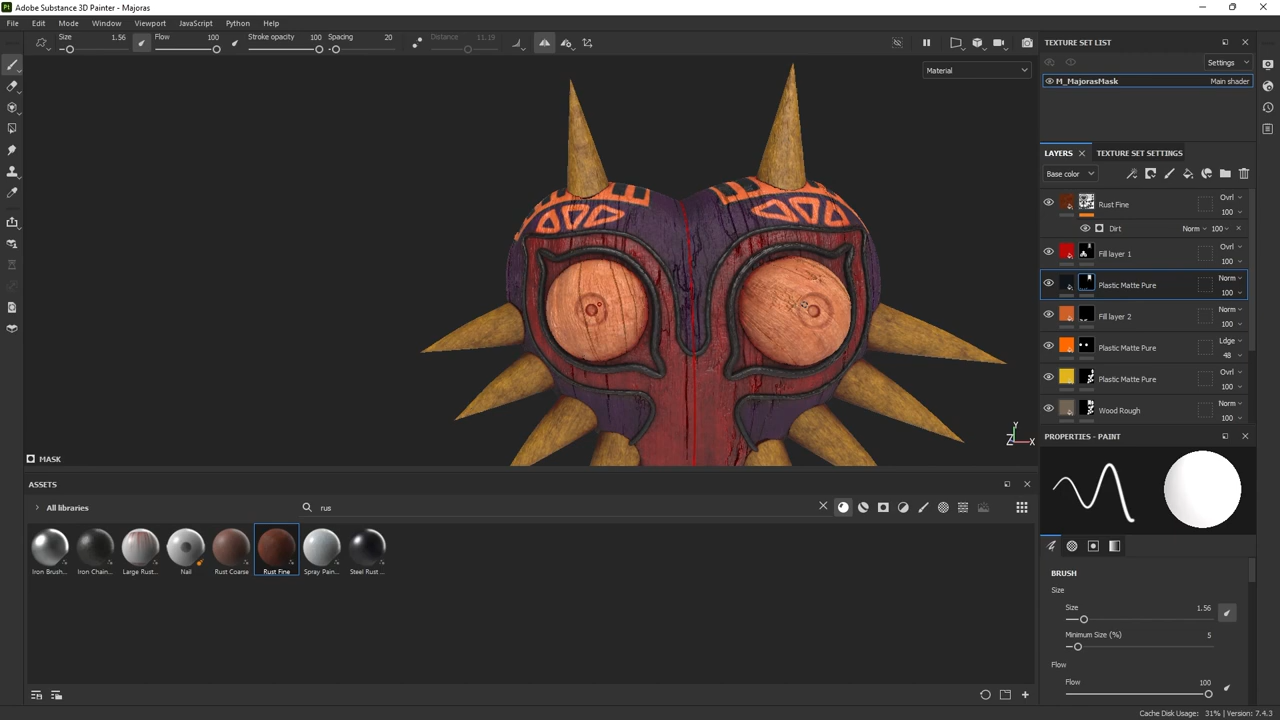 Adobe Substance 3D Painter - Majoras
File Edit Mode Window Viewport JavaScript Python Help
Size 1.56 Flow 100 Stroke opacity 100 Spacing 20 Distance 11.19
Material
TEXTURE SET LIST
Settings
M_MajorasMask Main shader
LAYERS TEXTURE SET SETTINGS
Base color
Rust Fine Ovrl 100
Dirt Norm 100
Fill layer 1 Ovrl 100
Plastic Matte Pure Norm 100
Fill layer 2 Norm 100
Plastic Matte Pure Ldge 48
Plastic Matte Pure Ovrl 100
Wood Rough Norm 100
Y
Z X
MASK
PROPERTIES - PAINT
BRUSH
Size
Size 1.56
Minimum Size (%) 5
Flow
Flow 100
ASSETS
All libraries rus
Iron Brush... Iron Chain... Large Rust... Nail Rust Coarse Rust Fine Spray Pain... Steel Rust ...
Cache Disk Usage: 31% | Version: 7.4.3